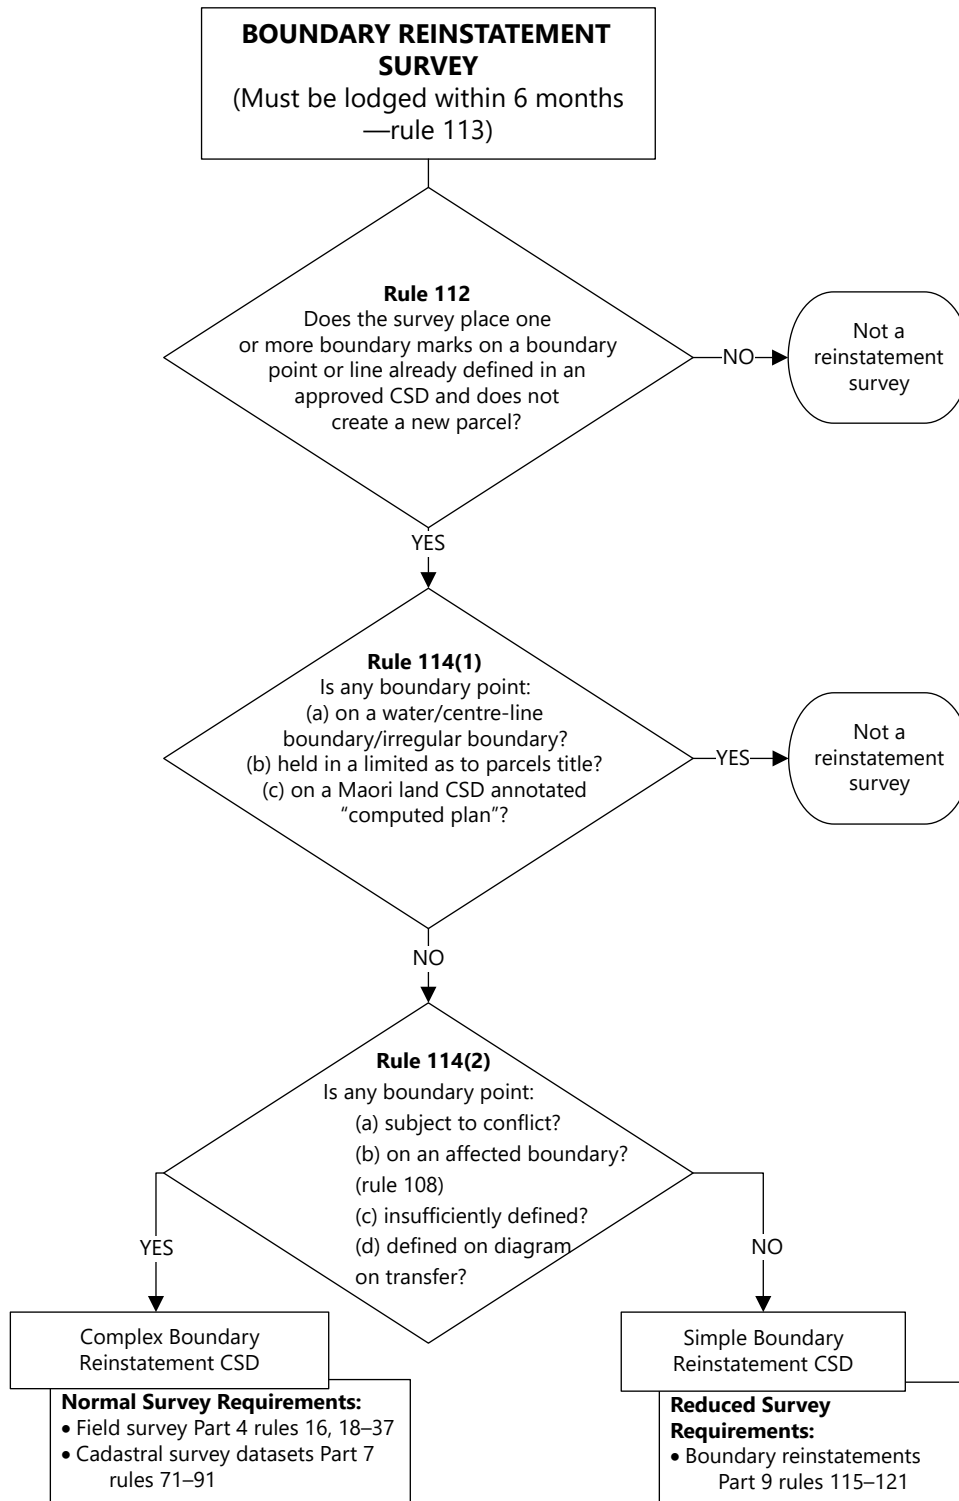 BOUNDARY REINSTATEMENT
SURVEY
(Must be lodged within 6 months
—rule 113)
Rule 112
Does the survey place one
or more boundary marks on a boundary
point or line already defined in an
approved CSD and does not
create a new parcel?
NO
Not a
reinstatement
survey
YES
Rule 114(1)
Is any boundary point:
(a) on a water/centre-line
boundary/irregular boundary?
(b) held in a limited as to parcels title?
(c) on a Maori land CSD annotated
“computed plan”?
YES
Not a
reinstatement
survey
NO
Rule 114(2)
Is any boundary point:
(a) subject to conflict?
(b) on an affected boundary?
(rule 108)
(c) insufficiently defined?
(d) defined on diagram
on transfer?
YES
NO
Complex Boundary
Reinstatement CSD
Normal Survey Requirements:
• Field survey Part 4 rules 16, 18–37
• Cadastral survey datasets Part 7
rules 71–91
Simple Boundary
Reinstatement CSD
Reduced Survey
Requirements:
• Boundary reinstatements
Part 9 rules 115–121